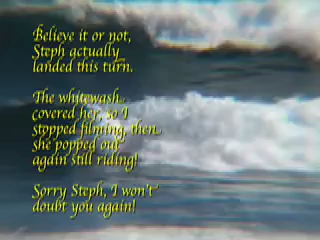 Believe it or not,
Steph actually
landed this turn.
The whitewash
covered her, so I
stopped filming, then
she popped out
again still riding!
Sorry Steph, I won't
doubt you again!